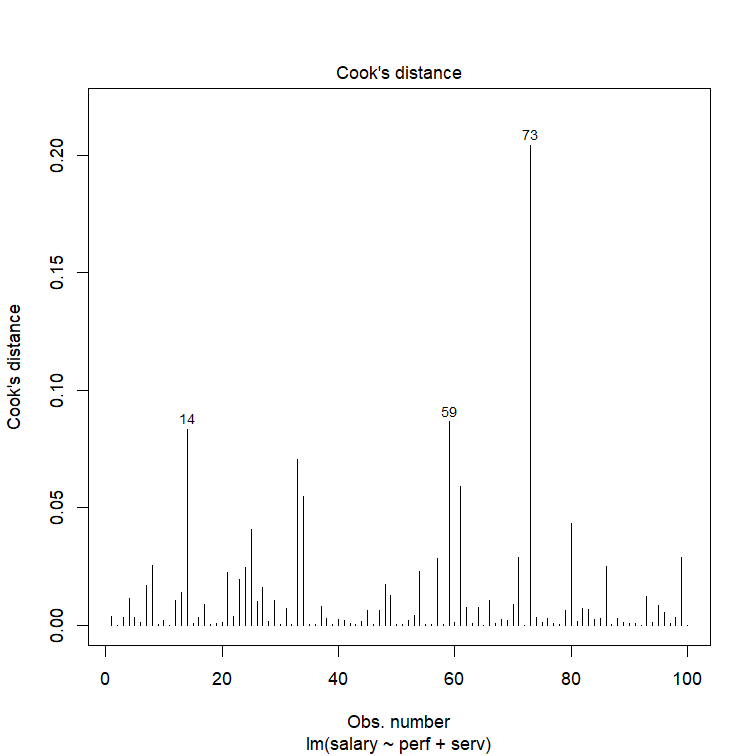 Cook's distance
73
59
14
Cook's distance
0.20
0.15
0.10
0.05
0.00
0 20 40 60 80 100
Obs. number
lm(salary ~ perf + serv)